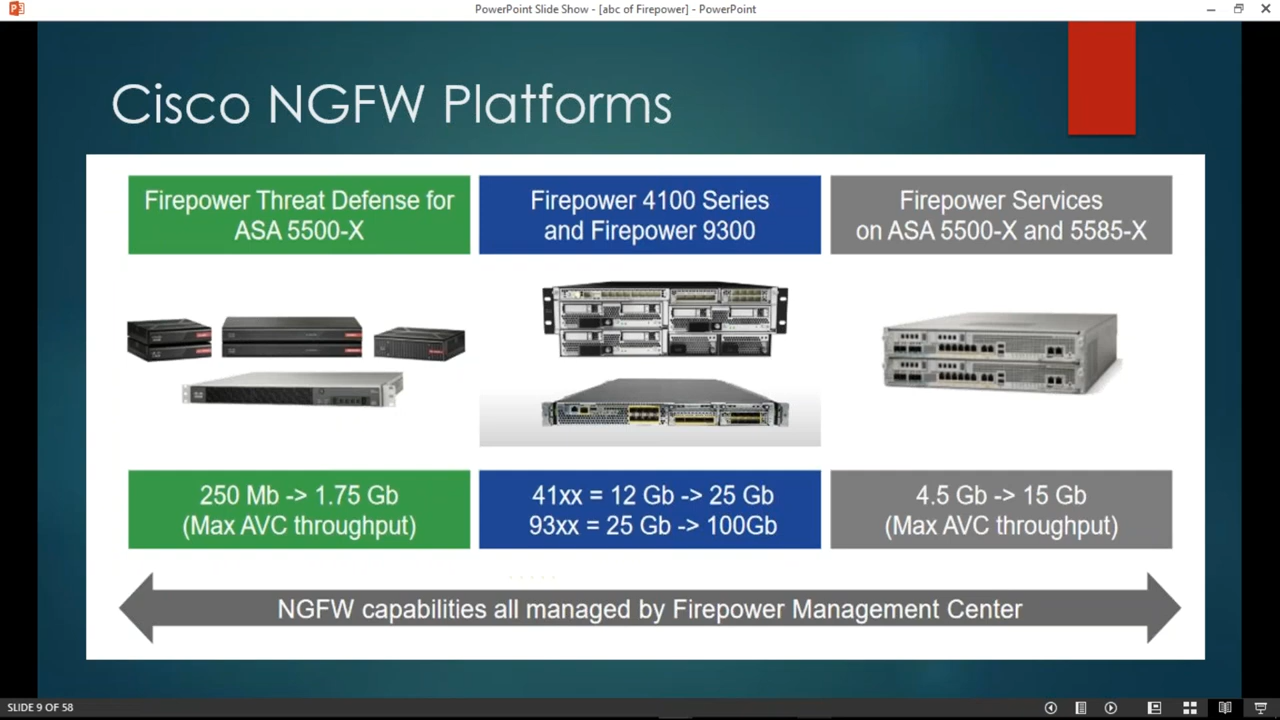 PowerPoint Slide Show - [abc of Firepower] - PowerPoint
Cisco NGFW Platforms
Firepower Threat Defense for
ASA 5500-X
Firepower 4100 Series
and Firepower 9300
Firepower Services
on ASA 5500-X and 5585-X
250 Mb -> 1.75 Gb
(Max AVC throughput)
41xx = 12 Gb -> 25 Gb
93xx = 25 Gb -> 100Gb
4.5 Gb -> 15 Gb
(Max AVC throughput)
NGFW capabilities all managed by Firepower Management Center
SLIDE 9 OF 58